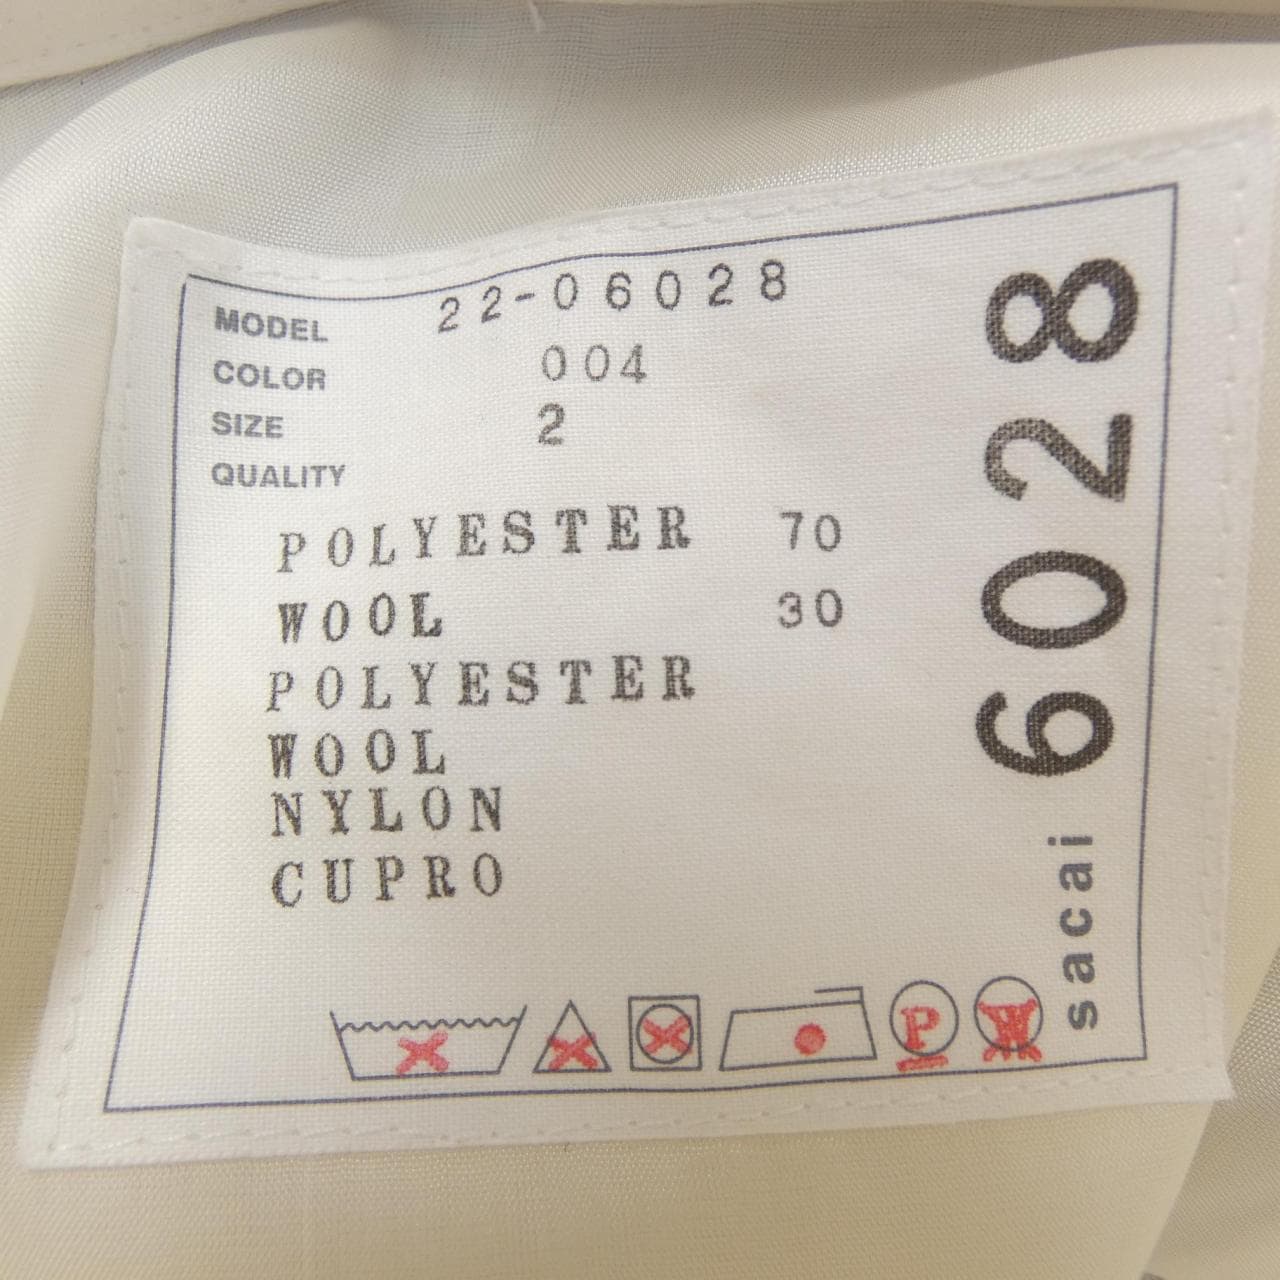 MODEL 22-06028
COLOR 004
SIZE 2
QUALITY
POLYESTER 70
WOOL 30
POLYESTER
WOOL
NYLON
CUPRO
P W
sacai 6028